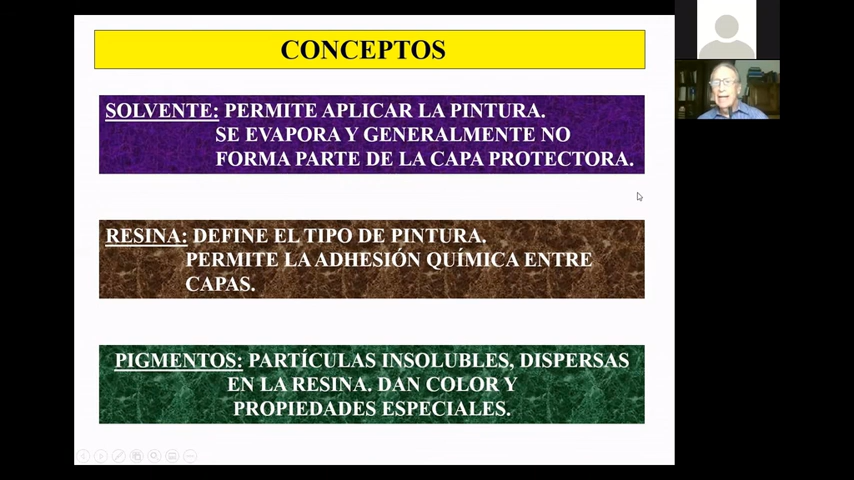 CONCEPTOS
SOLVENTE: PERMITE APLICAR LA PINTURA.
SE EVAPORA Y GENERALMENTE NO
FORMA PARTE DE LA CAPA PROTECTORA.
RESINA: DEFINE EL TIPO DE PINTURA.
PERMITE LA ADHESIÓN QUÍMICA ENTRE
CAPAS.
PIGMENTOS: PARTÍCULAS INSOLUBLES, DISPERSAS
EN LA RESINA. DAN COLOR Y
PROPIEDADES ESPECIALES.